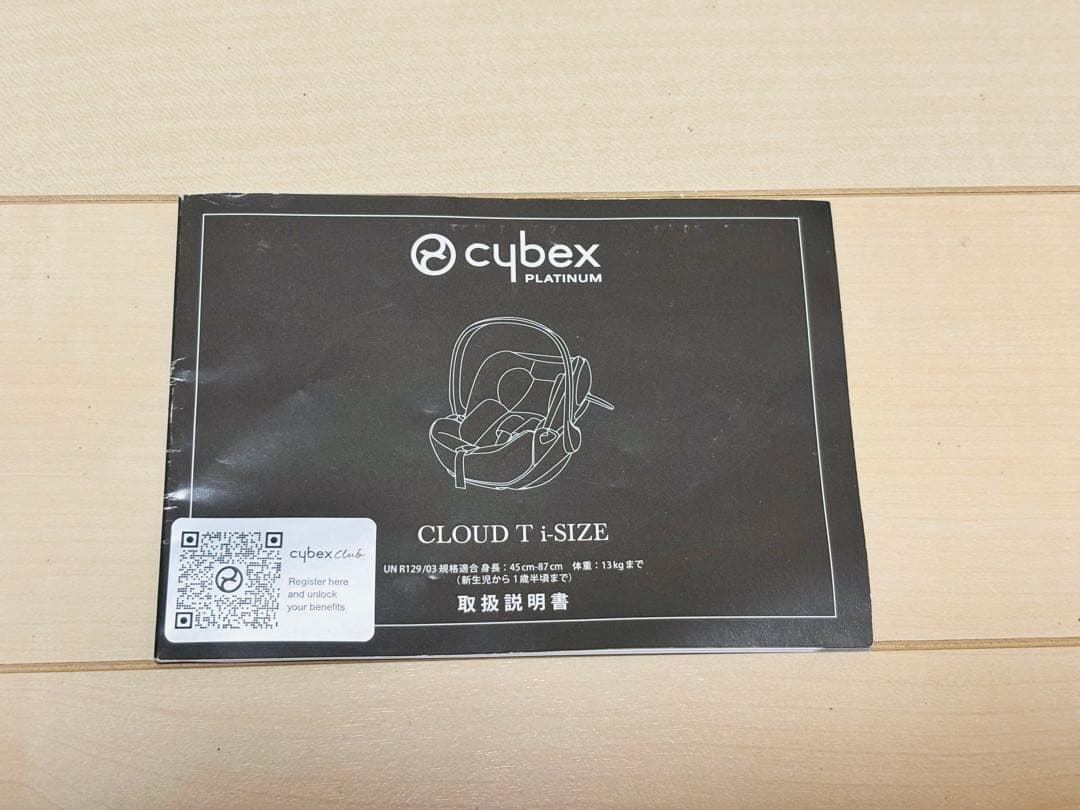 cybex
PLATINUM
CLOUD T i-SIZE
UN R129/03 規格適合 身長：45cm-87cm 体重：13kgまで
（新生児から1歳半頃まで）
取扱説明書
cybex club
Register here
and unlock
your benefits